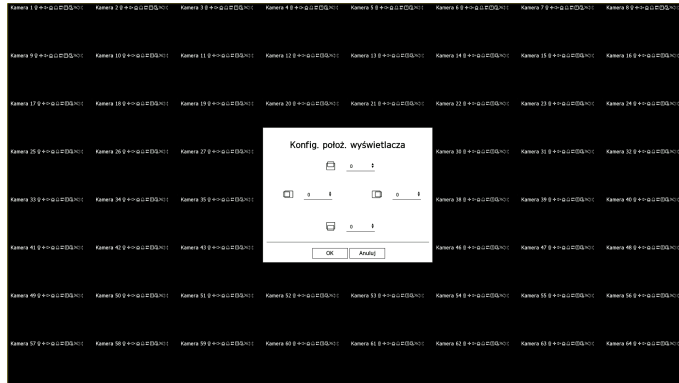 Kamera 1 Kamera 2 Kamera 3 Kamera 4 Kamera 5 Kamera 6 Kamera 7 Kamera 8
Kamera 9 Kamera 10 Kamera 11 Kamera 12 Kamera 13 Kamera 14 Kamera 15 Kamera 16
Kamera 17 Kamera 18 Kamera 19 Kamera 20 Kamera 21 Kamera 22 Kamera 23 Kamera 24
Konfig. położ. wyświetlacza
Kamera 25 Kamera 26 Kamera 27 Kamera 30 Kamera 31 Kamera 32
0
0 0
Kamera 33 Kamera 34 Kamera 35 Kamera 38 Kamera 39 Kamera 40
0
Kamera 41 Kamera 42 Kamera 43 Kamera 46 Kamera 47 Kamera 48
OK Anuluj
Kamera 49 Kamera 50 Kamera 51 Kamera 52 Kamera 53 Kamera 54 Kamera 55 Kamera 56
Kamera 57 Kamera 58 Kamera 59 Kamera 60 Kamera 61 Kamera 62 Kamera 63 Kamera 64